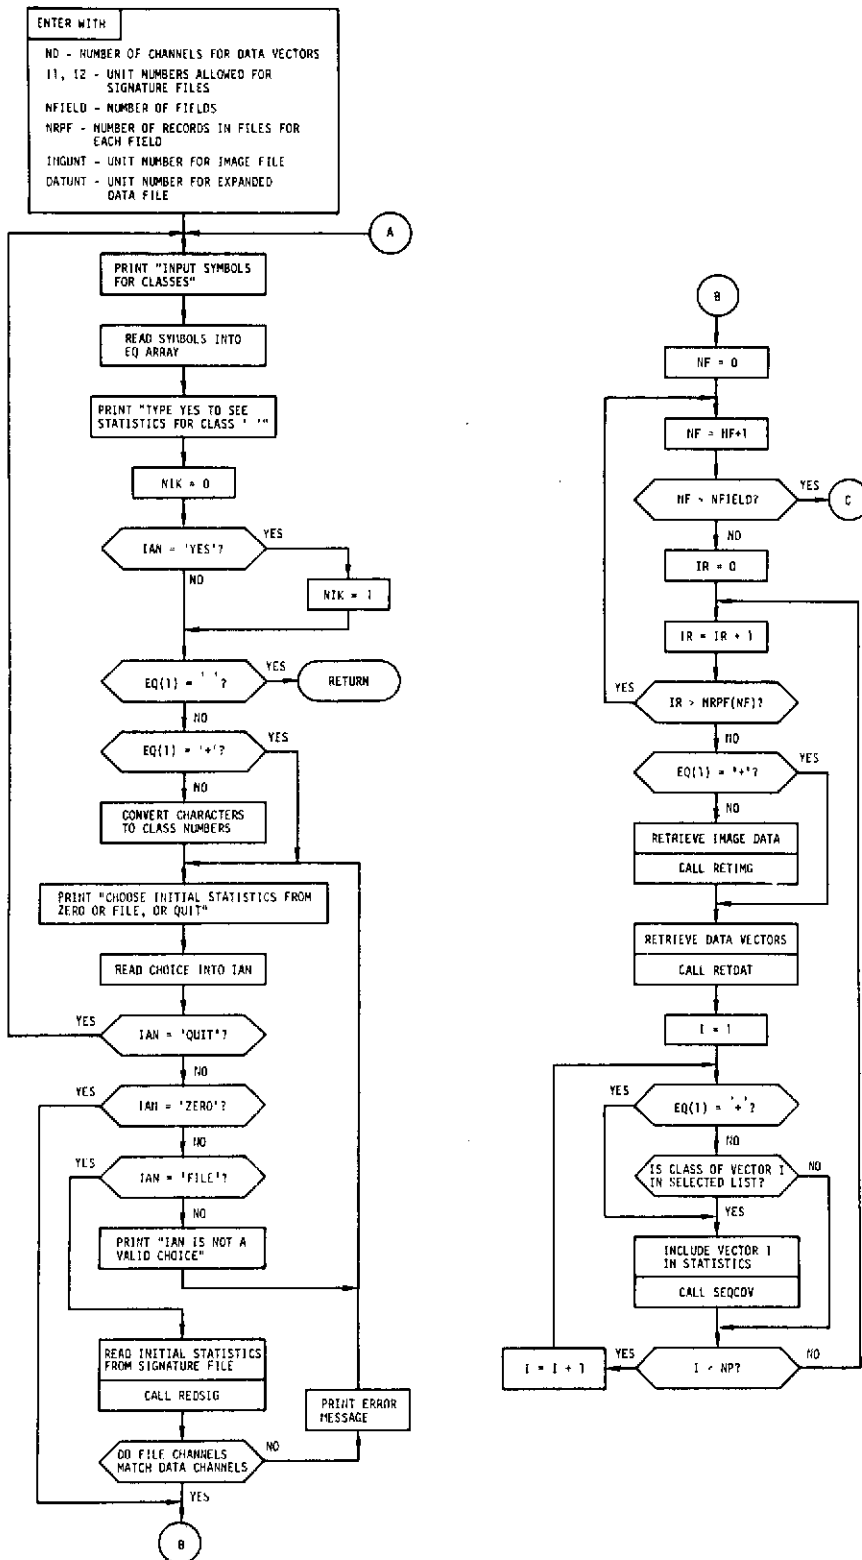 ENTER WITH
ND - NUMBER OF CHANNELS FOR DATA VECTORS
I1, I2 - UNIT NUMBERS ALLOWED FOR
SIGNATURE FILES
NFIELD - NUMBER OF FIELDS
NRPF - NUMBER OF RECORDS IN FILES FOR
EACH FIELD
IMGUNT - UNIT NUMBER FOR IMAGE FILE
DATUNT - UNIT NUMBER FOR EXPANDED
DATA FILE
A
PRINT "INPUT SYMBOLS
FOR CLASSES"
READ SYMBOLS INTO
EQ ARRAY
PRINT "TYPE YES TO SEE
STATISTICS FOR CLASS ' '"
NIK = 0
IAN = 'YES'?
YES
NO
NIK = 1
EQ(1) = ' '?
YES
RETURN
NO
EQ(1) = '+'?
YES
NO
CONVERT CHARACTERS
TO CLASS NUMBERS
PRINT "CHOOSE INITIAL STATISTICS FROM
ZERO OR FILE, OR QUIT"
READ CHOICE INTO IAN
YES
IAN = 'QUIT'?
NO
YES
IAN = 'ZERO'?
NO
YES
IAN = 'FILE'?
NO
PRINT "IAN IS NOT A
VALID CHOICE"
READ INITIAL STATISTICS
FROM SIGNATURE FILE
CALL REDSIG
PRINT ERROR
MESSAGE
DO FILE CHANNELS
MATCH DATA CHANNELS
NO
YES
B
B
NF = 0
NF = NF+1
NF > NFIELD?
YES
C
NO
IR = 0
IR = IR + 1
YES
IR > NRPF(NF)?
NO
EQ(1) = '+'?
YES
NO
RETRIEVE IMAGE DATA
CALL RETIMG
RETRIEVE DATA VECTORS
CALL RETDAT
I = 1
YES
EQ(1) = '+'?
NO
IS CLASS OF VECTOR I
IN SELECTED LIST?
NO
YES
INCLUDE VECTOR I
IN STATISTICS
CALL SEQCOV
I = I + 1
YES
I < NP?
NO